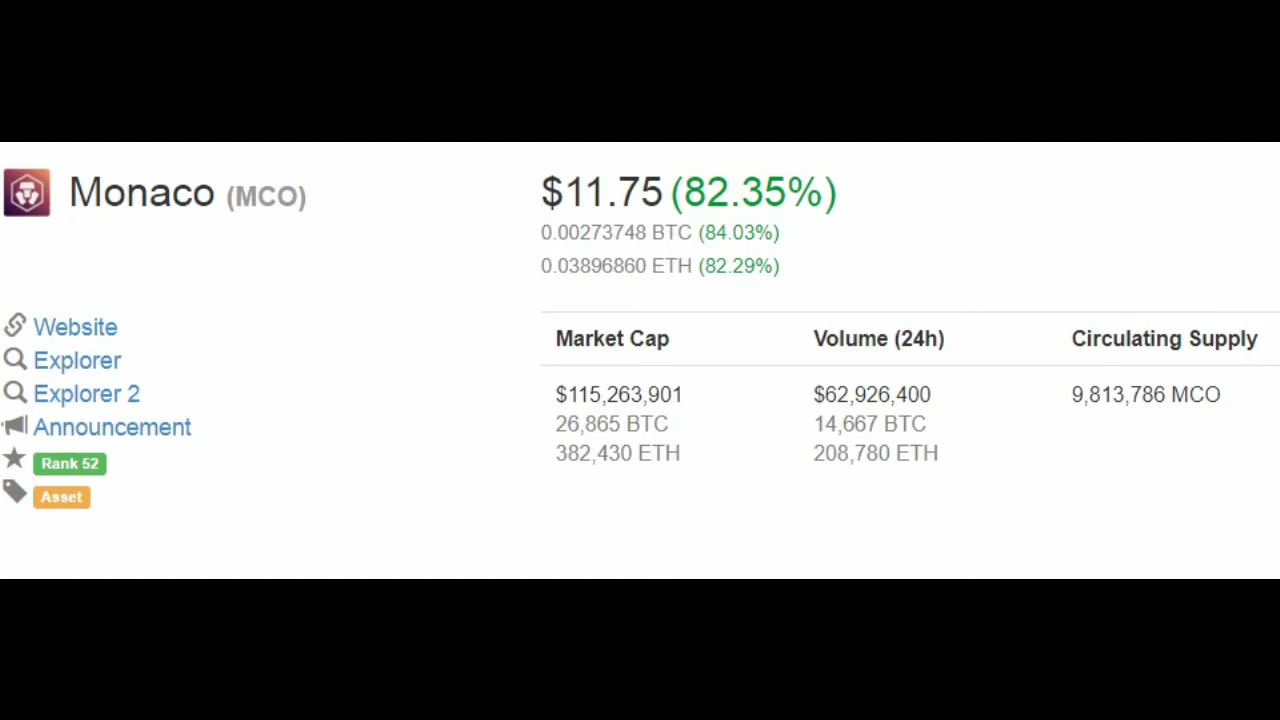 Monaco (MCO)
$11.75 (82.35%)
0.00273748 BTC (84.03%)
0.03896860 ETH (82.29%)
Website
Explorer
Explorer 2
Announcement
Rank 52
Asset
Market Cap Volume (24h) Circulating Supply
$115,263,901 $62,926,400 9,813,786 MCO
26,865 BTC 14,667 BTC
382,430 ETH 208,780 ETH